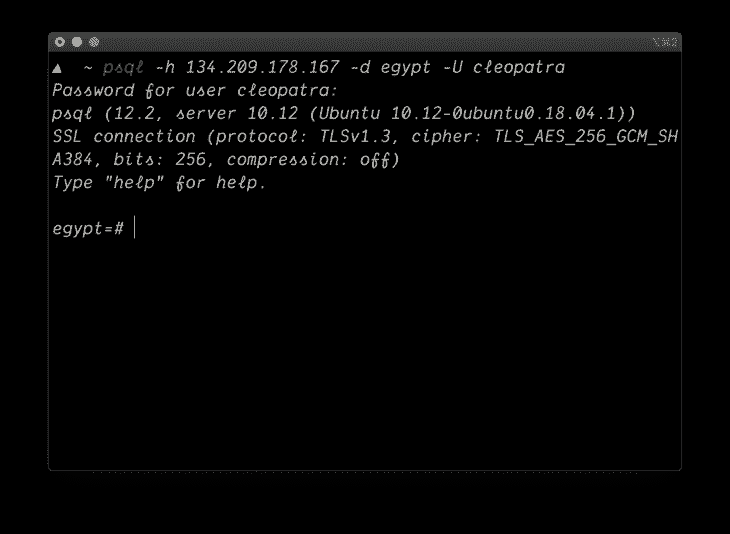 ▲ ~ psql -h 134.209.178.167 -d egypt -U cleopatra
Password for user cleopatra:
psql (12.2, server 10.12 (Ubuntu 10.12-0ubuntu0.18.04.1))
SSL connection (protocol: TLSv1.3, cipher: TLS_AES_256_GCM_SH
A384, bits: 256, compression: off)
Type "help" for help.
egypt=#